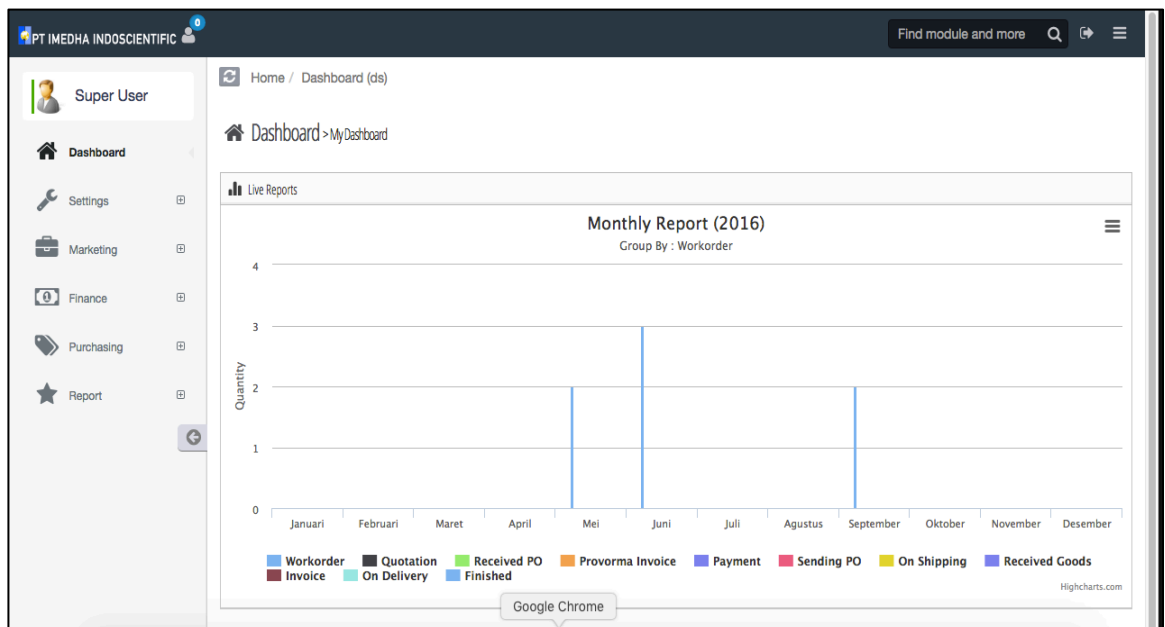 PT IMEDHA INDOSCIENTIFIC
0
Find module and more
Super User
Dashboard
Settings
Marketing
Finance
Purchasing
Report
Home / Dashboard (ds)
Dashboard > My Dashboard
Live Reports
Monthly Report (2016)
Group By : Workorder
Quantity
4
3
2
1
0
Januari Februari Maret April Mei Juni Juli Agustus September Oktober November Desember
Workorder Quotation Received PO Provorma Invoice Payment Sending PO On Shipping Received Goods
Invoice On Delivery Finished
Highcharts.com
Google Chrome